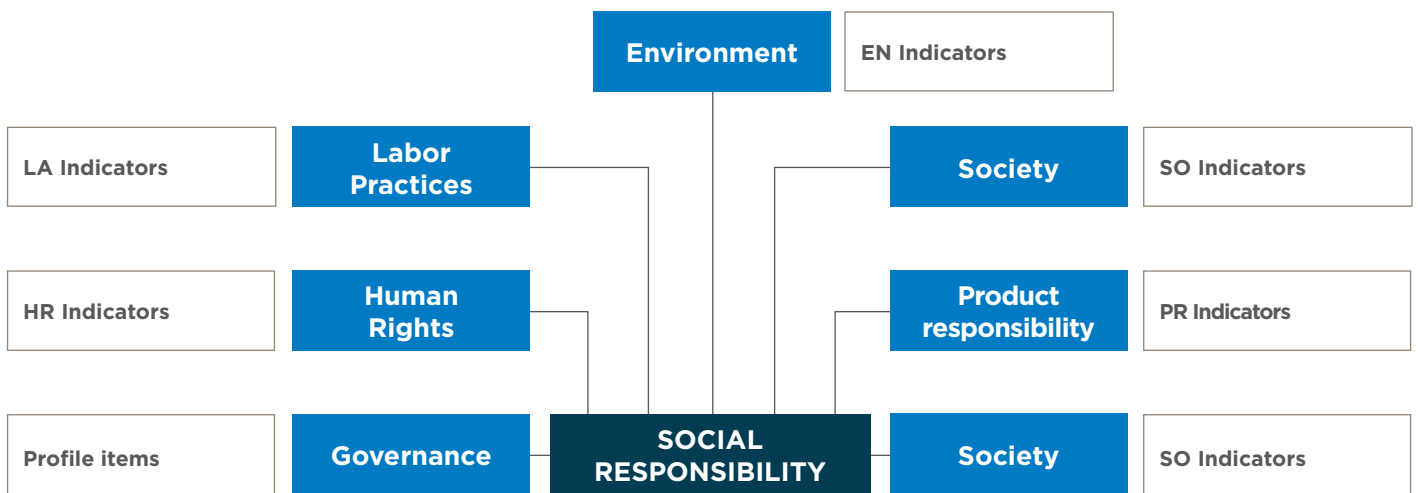 Environment
EN Indicators
LA Indicators
Labor
Practices
Society
SO Indicators
HR Indicators
Human
Rights
Product
responsibility
PR Indicators
Profile items
Governance
SOCIAL
RESPONSIBILITY
Society
SO Indicators